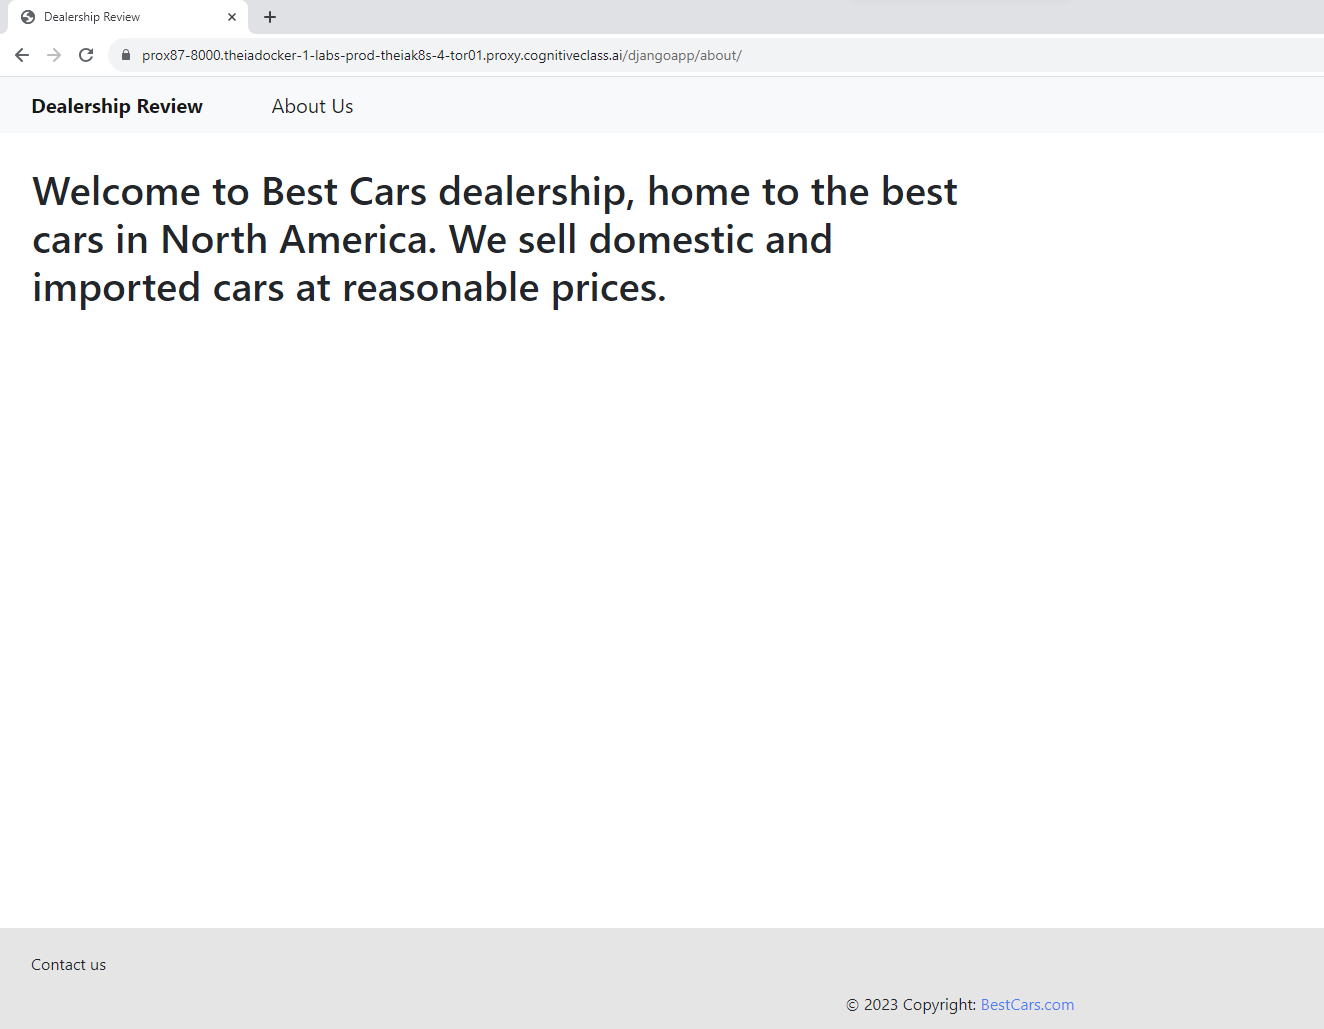 Dealership Review
prox87-8000.theiadocker-1-labs-prod-theiak8s-4-tor01.proxy.cognitiveclass.ai/djangoapp/about/
Dealership Review About Us
Welcome to Best Cars dealership, home to the best
cars in North America. We sell domestic and
imported cars at reasonable prices.
Contact us
© 2023 Copyright: BestCars.com